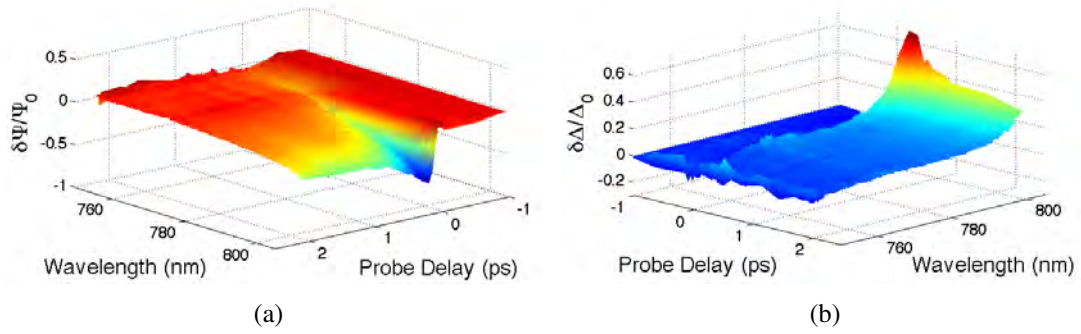 0.5
0
-0.5
-1
δΨ/Ψ0
760
780
800
Wavelength (nm)
2
1
0
-1
Probe Delay (ps)
(a)
0.6
0.4
0.2
0
-0.2
δΔ/Δ0
-1
0
1
2
Probe Delay (ps)
760
780
800
Wavelength (nm)
(b)